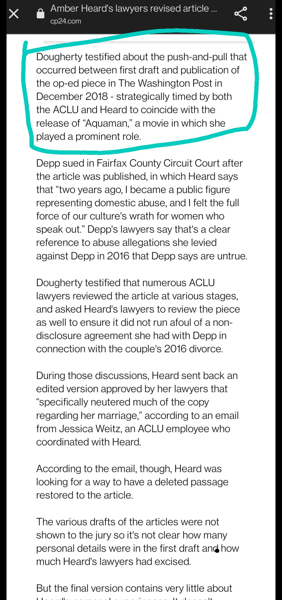 Amber Heard's lawyers revised article ...
cp24.com
Dougherty testified about the push-and-pull that
occurred between first draft and publication of
the op-ed piece in The Washington Post in
December 2018 - strategically timed by both
the ACLU and Heard to coincide with the
release of "Aquaman," a movie in which she
played a prominent role.
Depp sued in Fairfax County Circuit Court after
the article was published, in which Heard says
that "two years ago, I became a public figure
representing domestic abuse, and I felt the full
force of our culture's wrath for women who
speak out." Depp's lawyers say that's a clear
reference to abuse allegations she levied
against Depp in 2016 that Depp says are untrue.
Dougherty testified that numerous ACLU
lawyers reviewed the article at various stages,
and asked Heard's lawyers to review the piece
as well to ensure it did not run afoul of a non-
disclosure agreement she had with Depp in
connection with the couple's 2016 divorce.
During those discussions, Heard sent back an
edited version approved by her lawyers that
"specifically neutered much of the copy
regarding her marriage," according to an email
from Jessica Weitz, an ACLU employee who
coordinated with Heard.
According to the email, though, Heard was
looking for a way to have a deleted passage
restored to the article.
The various drafts of the articles were not
shown to the jury so it's not clear how many
personal details were in the first draft and how
much Heard's lawyers had excised.
But the final version contains very little about